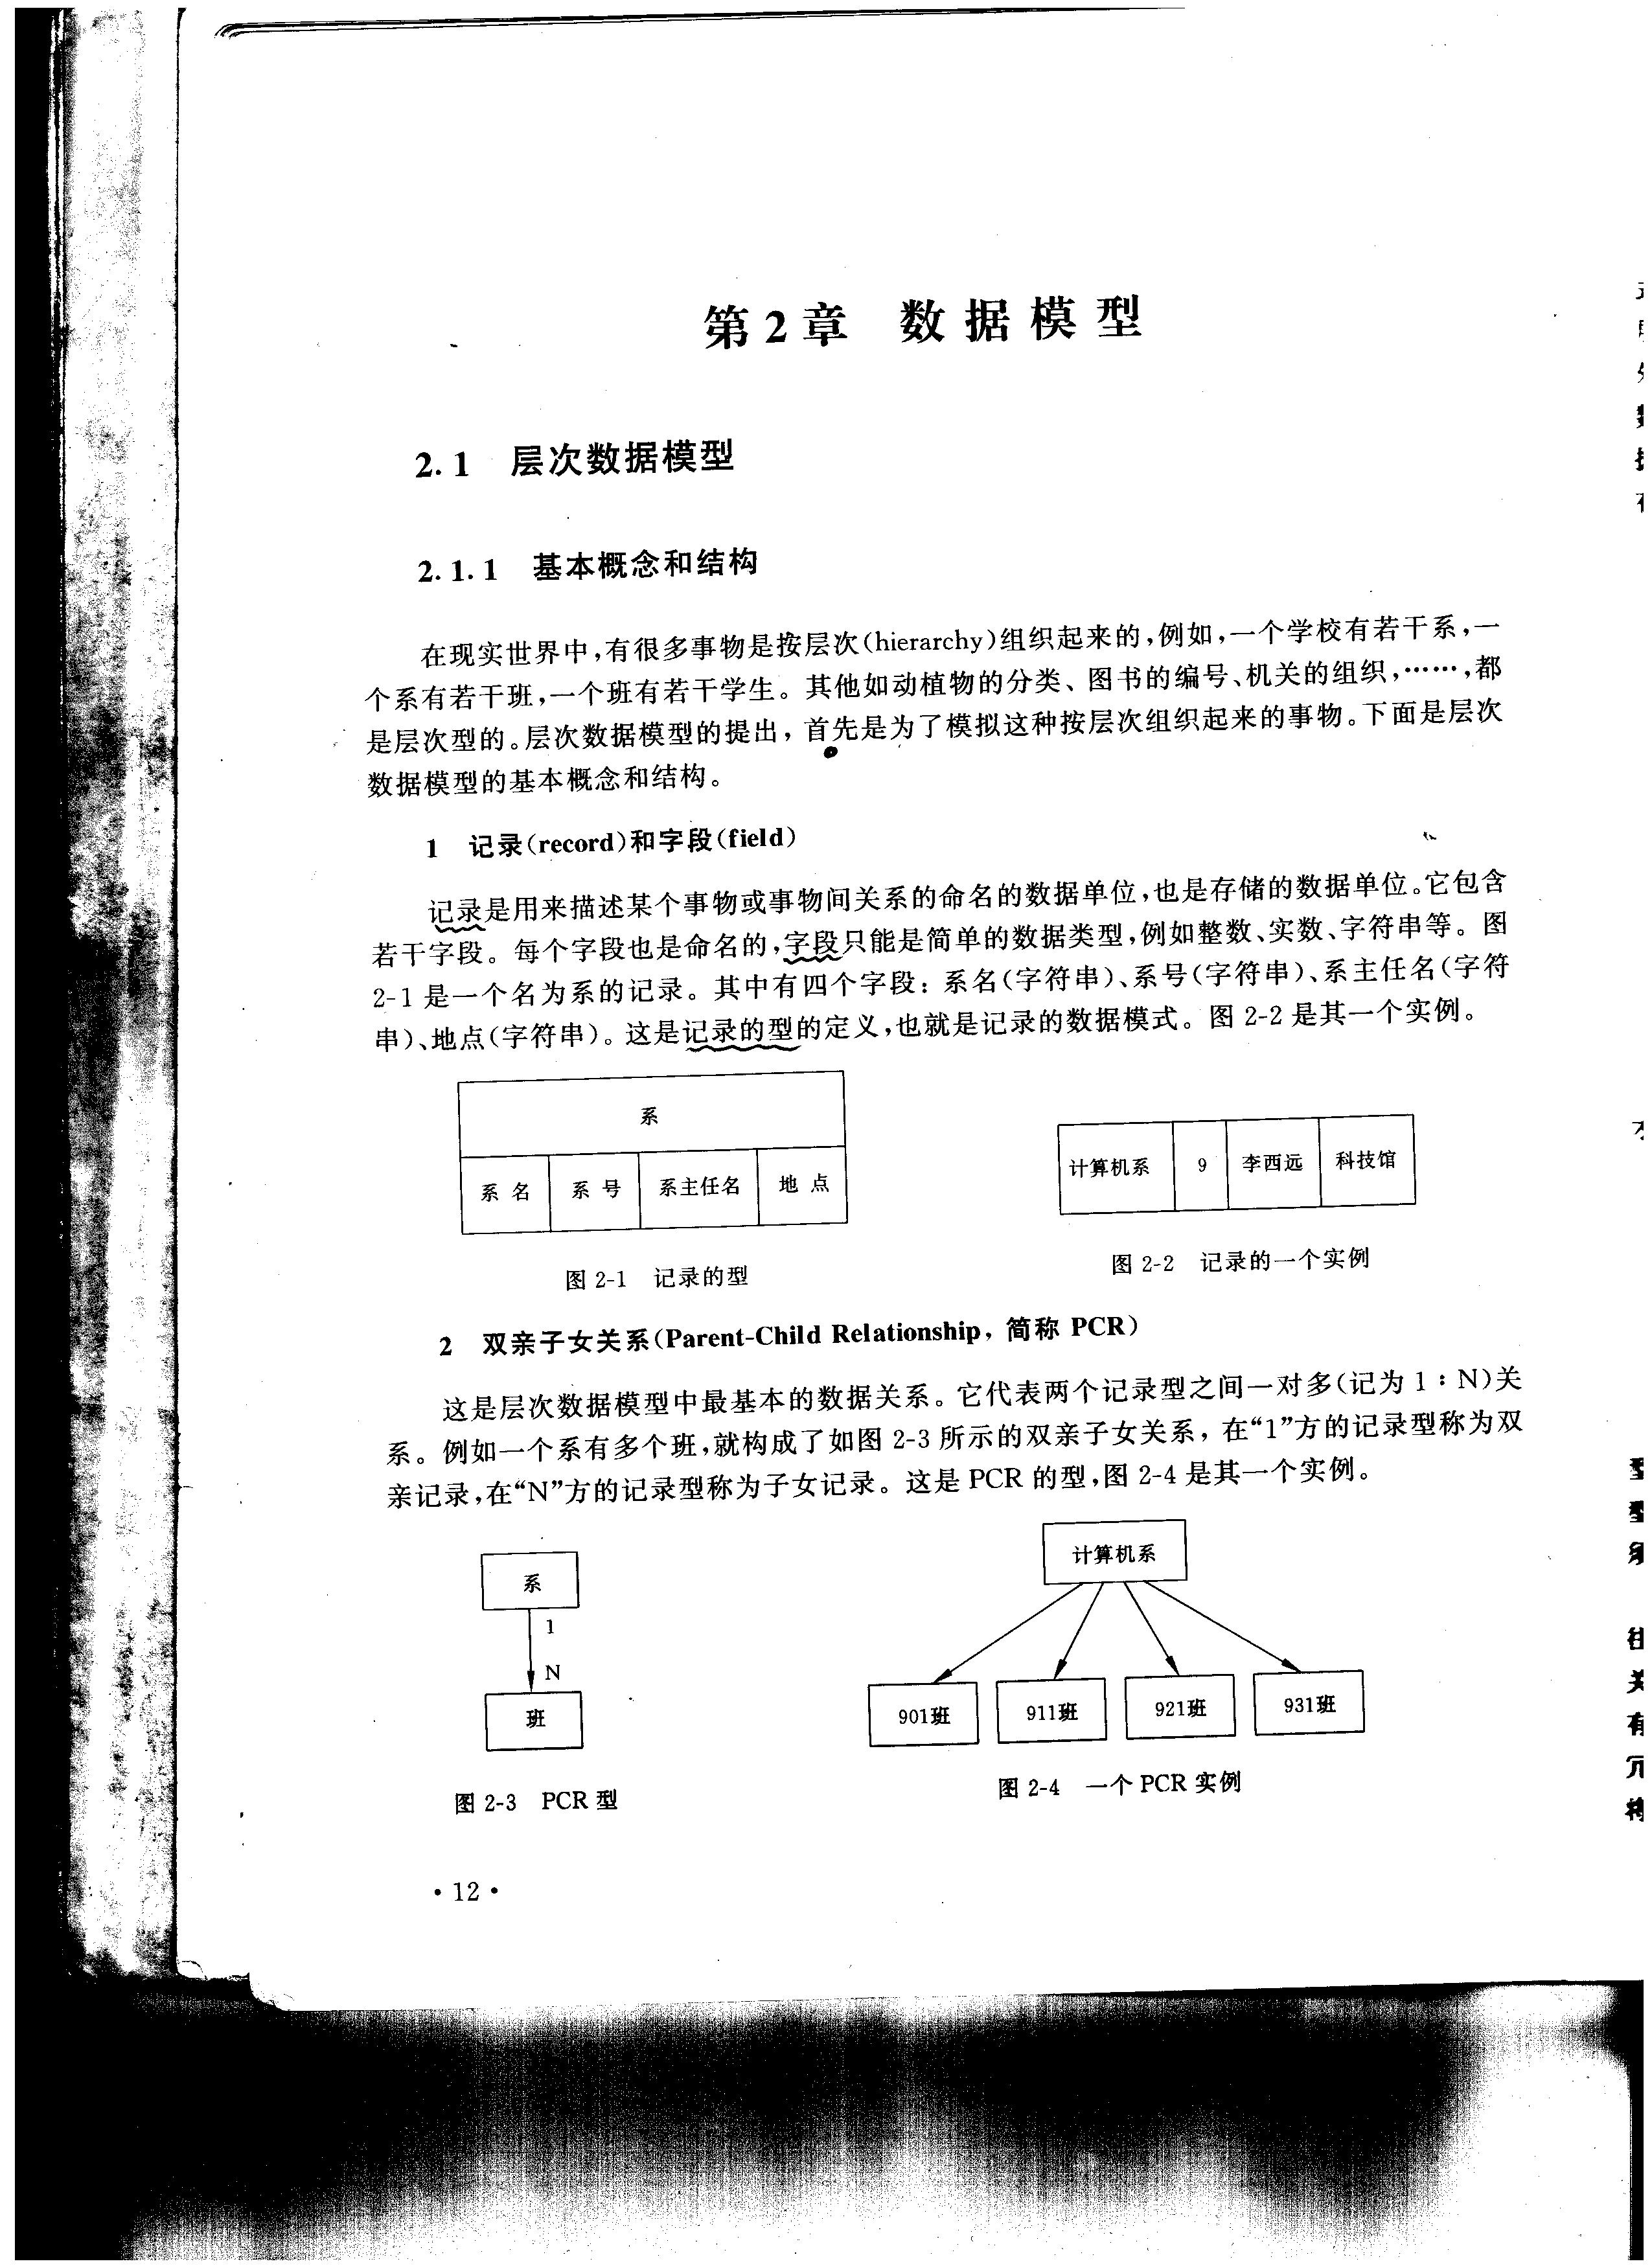 第2章 数据模型
2.1 层次数据模型
2.1.1 基本概念和结构
在现实世界中,有很多事物是按层次(hierarchy)组织起来的,例如,一个学校有若干系,一
个系有若干班,一个班有若干学生。其他如动植物的分类、图书的编号、机关的组织,……,都
是层次型的。层次数据模型的提出,首先是为了模拟这种按层次组织起来的事物。下面是层次
数据模型的基本概念和结构。
1 记录(record)和字段(field)
记录是用来描述某个事物或事物间关系的命名的数据单位,也是存储的数据单位。它包含
若干字段。每个字段也是命名的,字段只能是简单的数据类型,例如整数、实数、字符串等。图
2-1 是一个名为系的记录。其中有四个字段:系名(字符串)、系号(字符串)、系主任名(字符
串)、地点(字符串)。这是记录的型的定义,也就是记录的数据模式。图 2-2 是其一个实例。
系
系 名 系 号 系主任名 地 点
图 2-1 记录的型
计算机系 9 李西远 科技馆
图 2-2 记录的一个实例
2 双亲子女关系(Parent-Child Relationship, 简称 PCR)
这是层次数据模型中最基本的数据关系。它代表两个记录型之间一对多(记为 1:N)关
系。例如一个系有多个班,就构成了如图 2-3 所示的双亲子女关系,在“1”方的记录型称为双
亲记录,在“N”方的记录型称为子女记录。这是 PCR 的型,图 2-4 是其一个实例。
系
1
N
班
图 2-3 PCR 型
计算机系
901班 911班 921班 931班
图 2-4 一个 PCR 实例
·12·